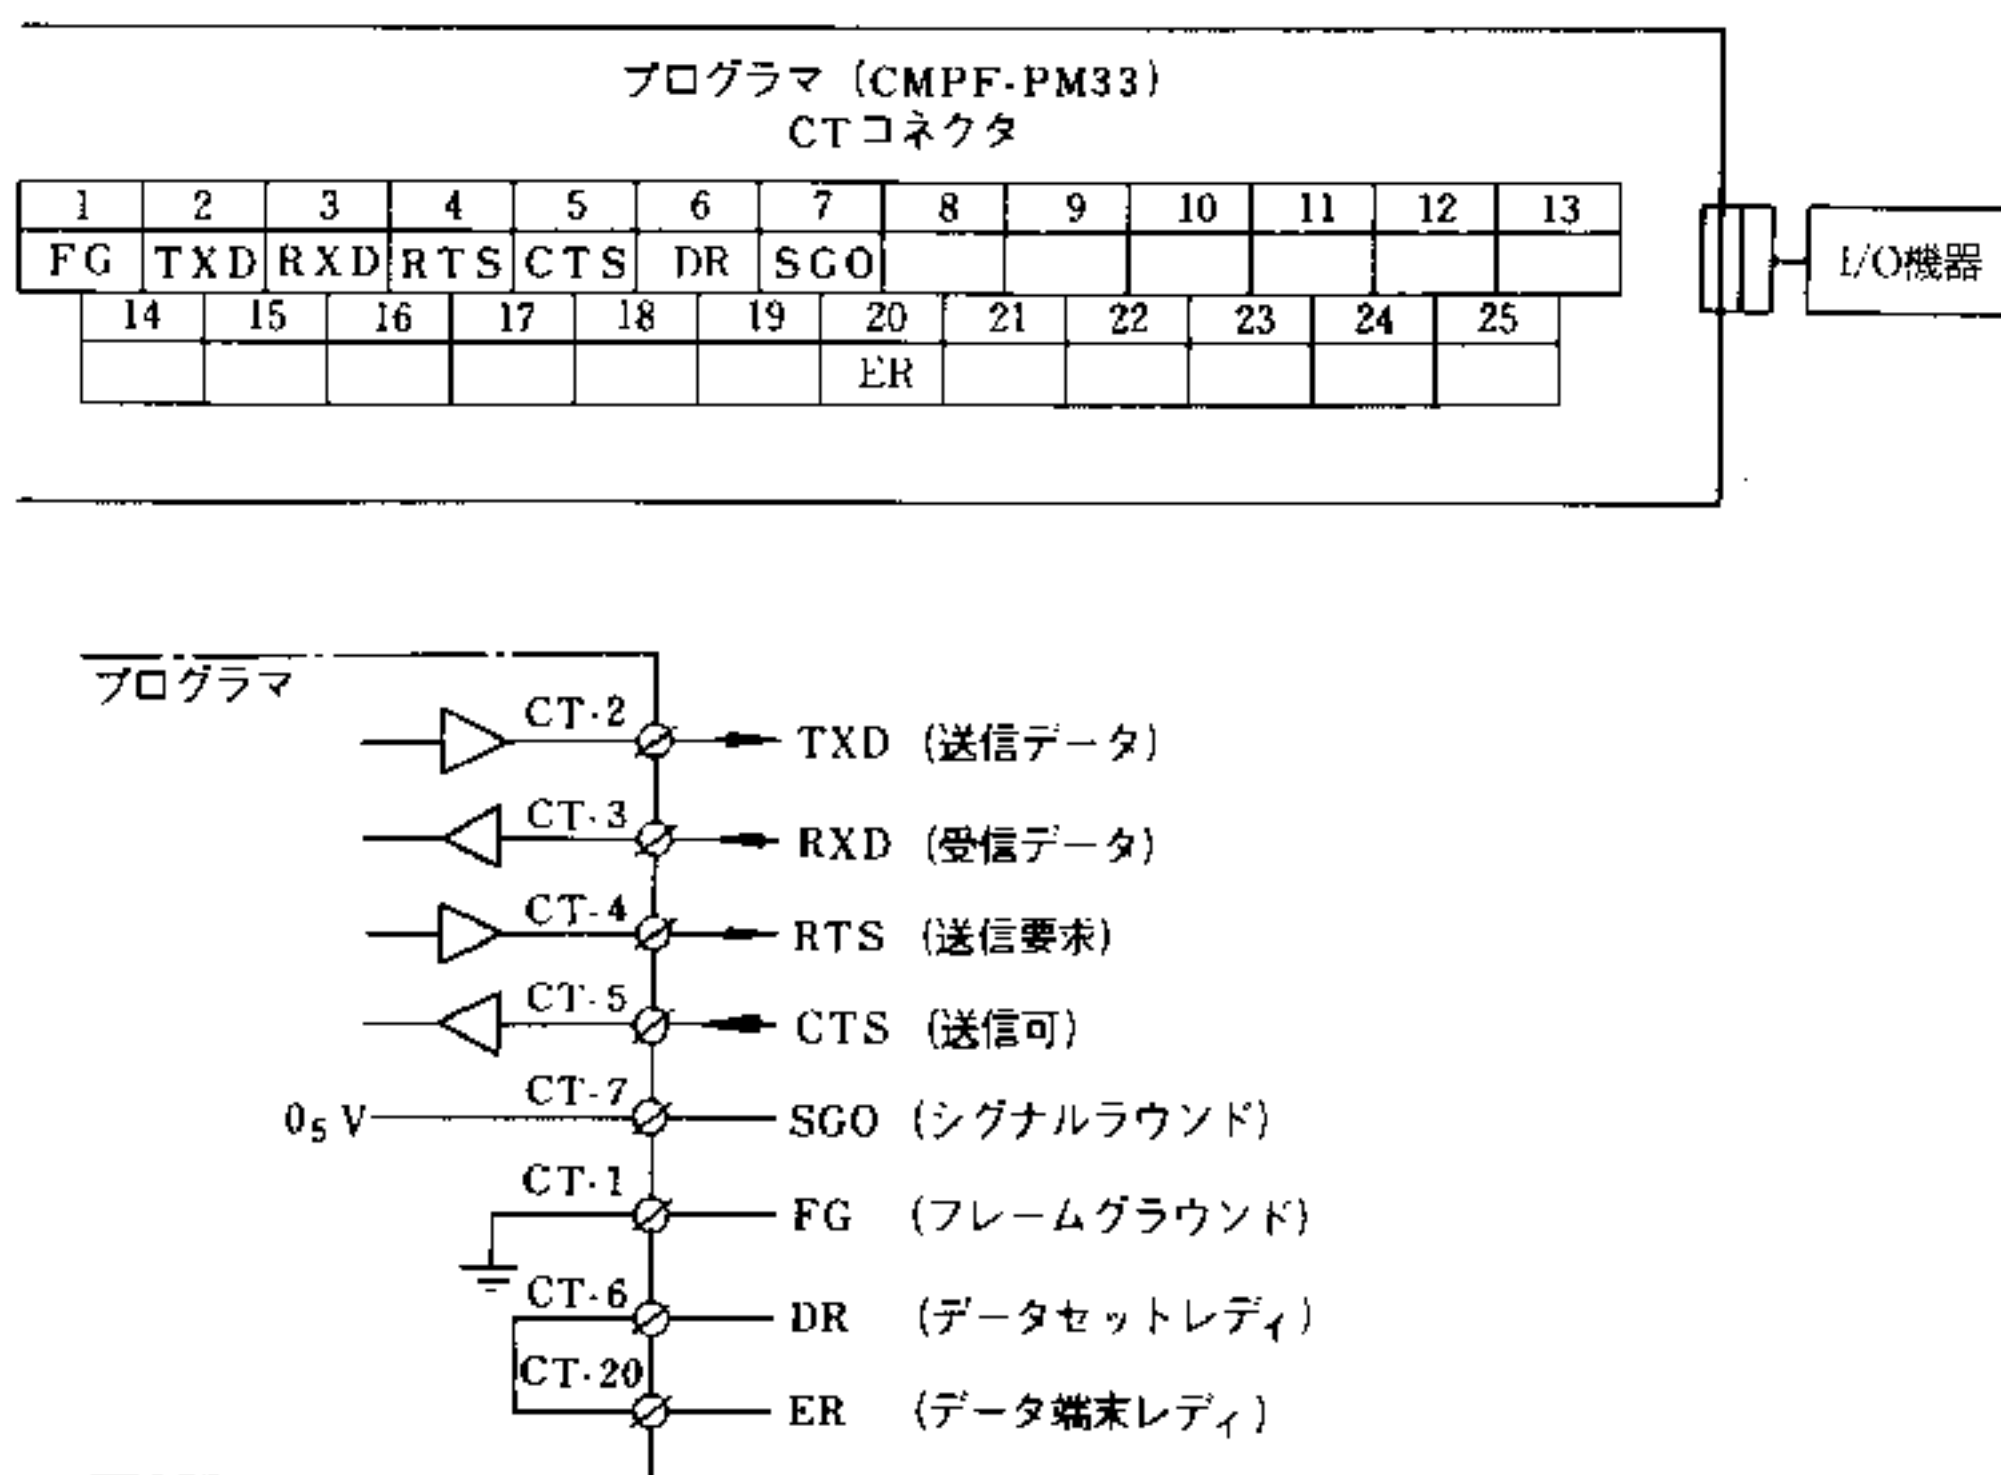 プログラマ (CMPF-PM33)
CTコネクタ
1 2 3 4 5 6 7 8 9 10 11 12 13
FG TXD RXD RTS CTS DR SGO
I/O機器
14 15 16 17 18 19 20 21 22 23 24 25
ER
プログラマ
CT-2 TXD (送信データ)
CT-3 RXD (受信データ)
CT-4 RTS (送信要求)
CT-5 CTS (送信可)
0s V CT-7 SGO (シグナルラウンド)
CT-1 FG (フレームグラウンド)
CT-6 DR (データセットレディ)
CT-20 ER (データ端末レディ)